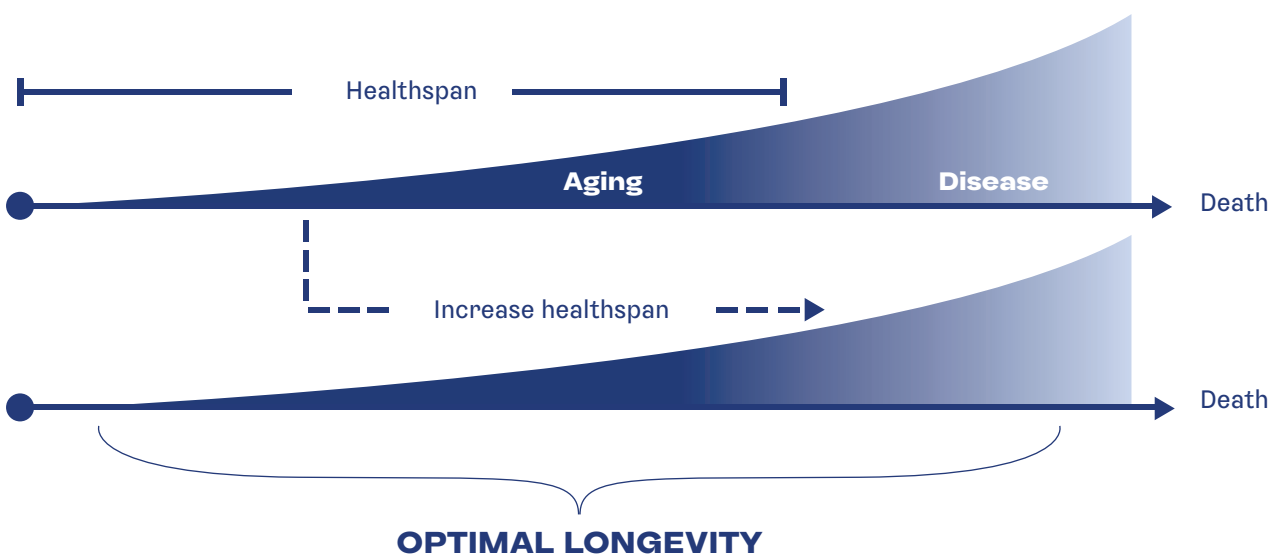 Healthspan
Aging
Disease
Death
Increase healthspan
Death
OPTIMAL LONGEVITY